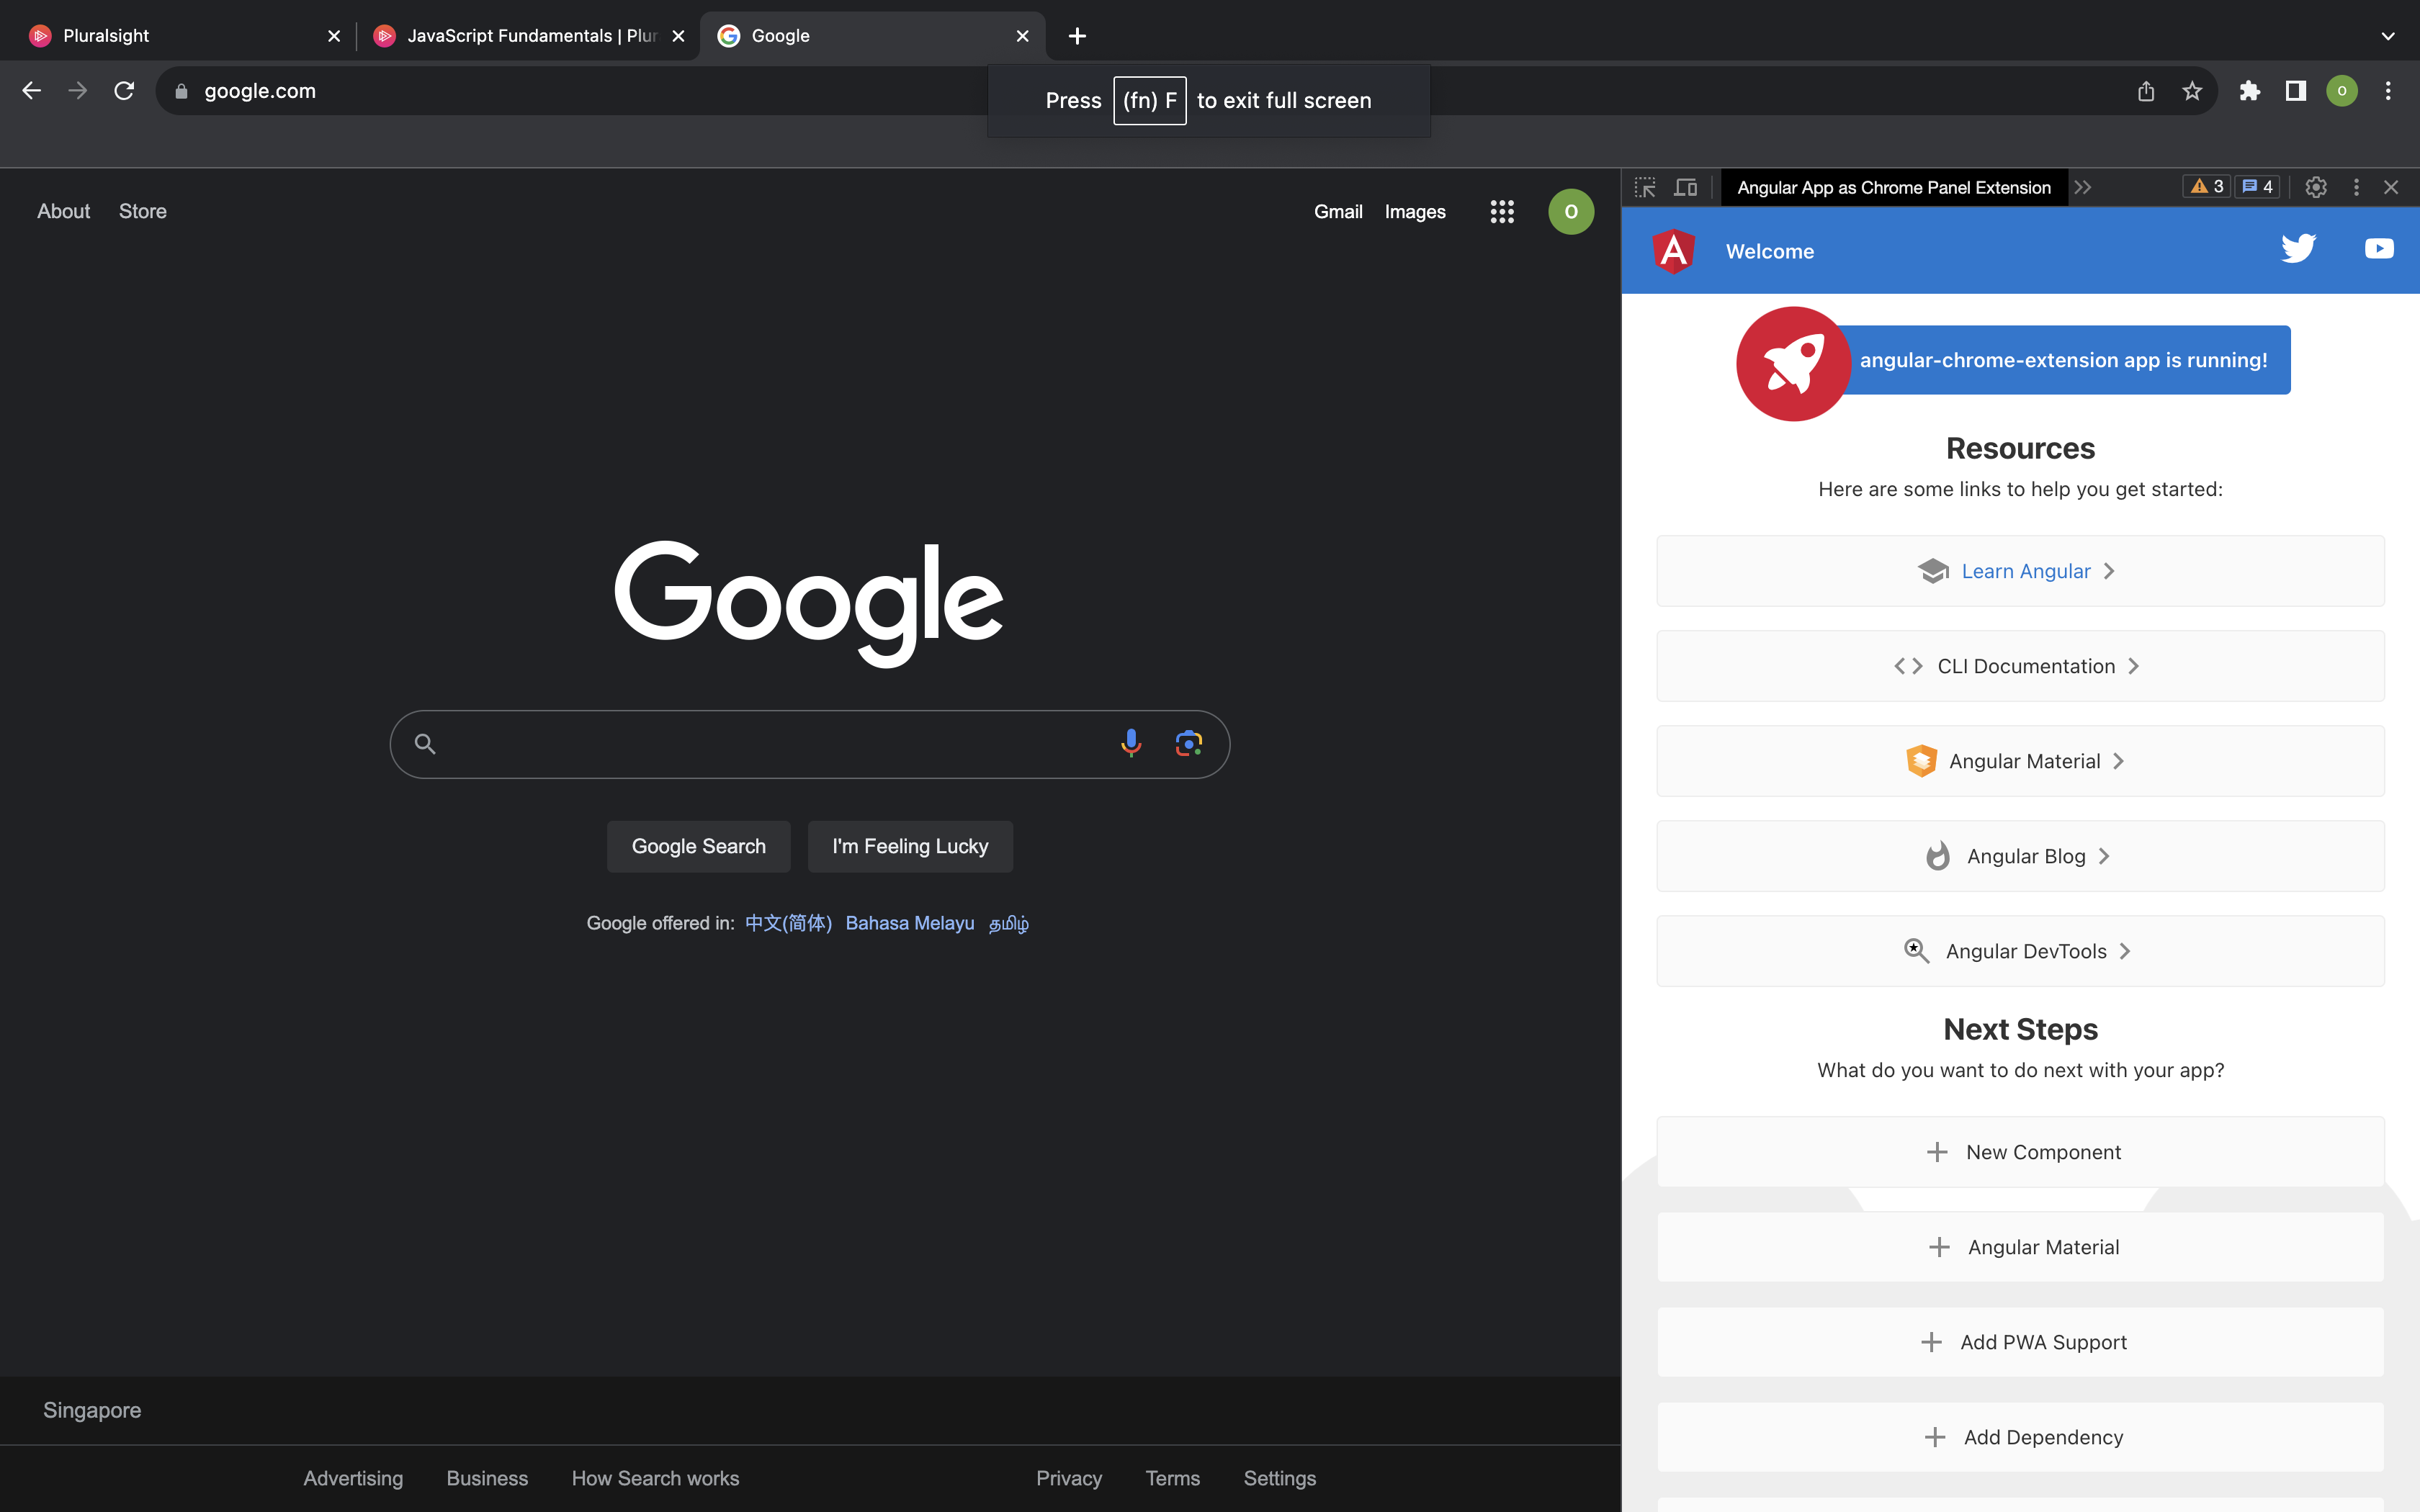 Pluralsight
JavaScript Fundamentals | Plur
Google
google.com
Press (fn) F to exit full screen
About Store
Gmail Images
O
Google
Google Search
I'm Feeling Lucky
Google offered in: 中文(简体) Bahasa Melayu தமிழ்
Singapore
Advertising Business How Search works
Privacy Terms Settings
Angular App as Chrome Panel Extension
3
4
A
Welcome
angular-chrome-extension app is running!
Resources
Here are some links to help you get started:
Learn Angular
CLI Documentation
Angular Material
Angular Blog
Angular DevTools
Next Steps
What do you want to do next with your app?
New Component
Angular Material
Add PWA Support
Add Dependency